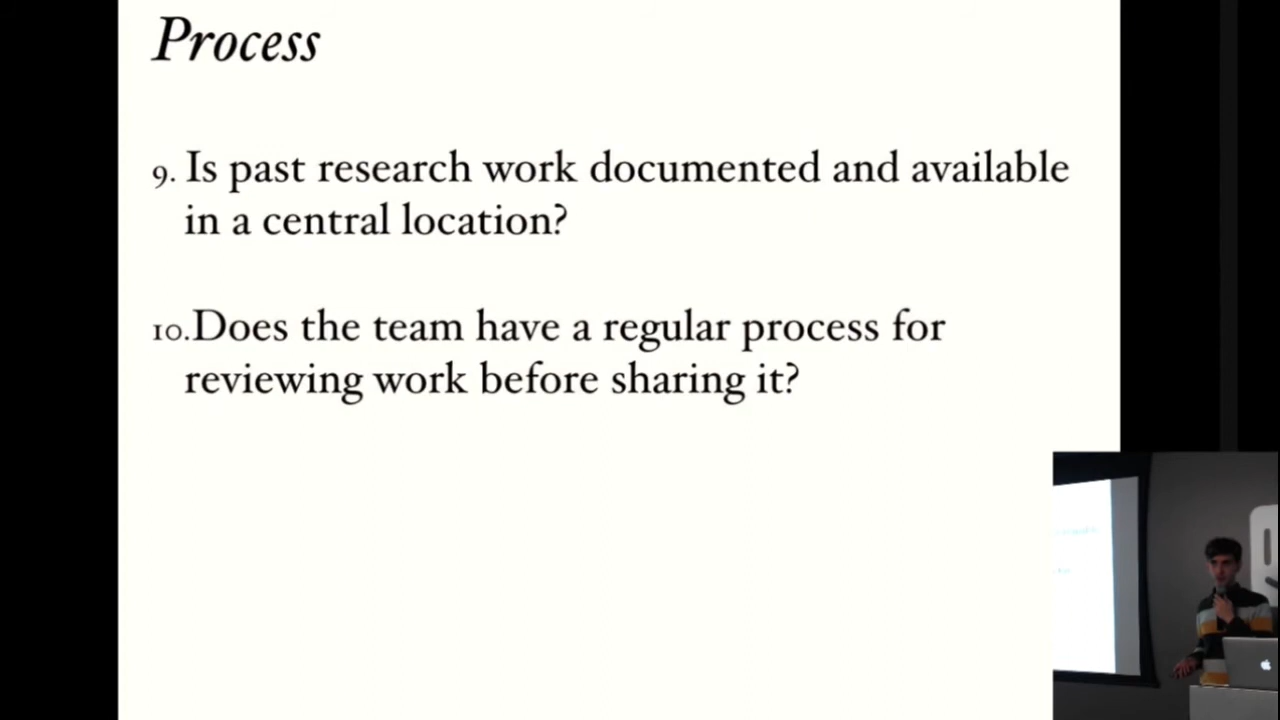 Process
9. Is past research work documented and available
in a central location?
10.Does the team have a regular process for
reviewing work before sharing it?